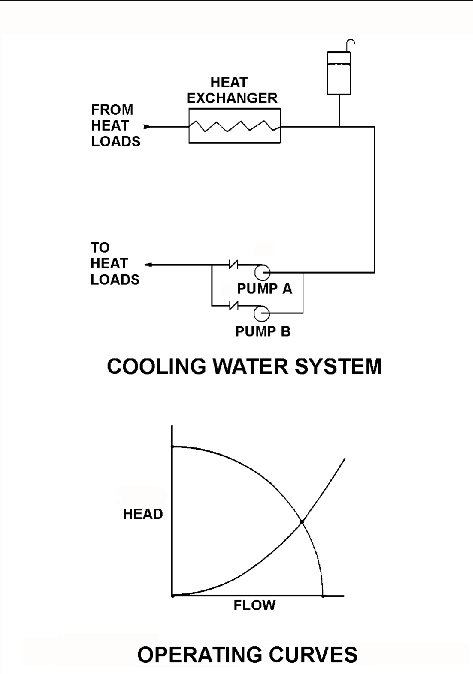 HEAT
EXCHANGER
FROM
HEAT
LOADS
TO
HEAT
LOADS
PUMP A
PUMP B
COOLING WATER SYSTEM
HEAD
FLOW
OPERATING CURVES